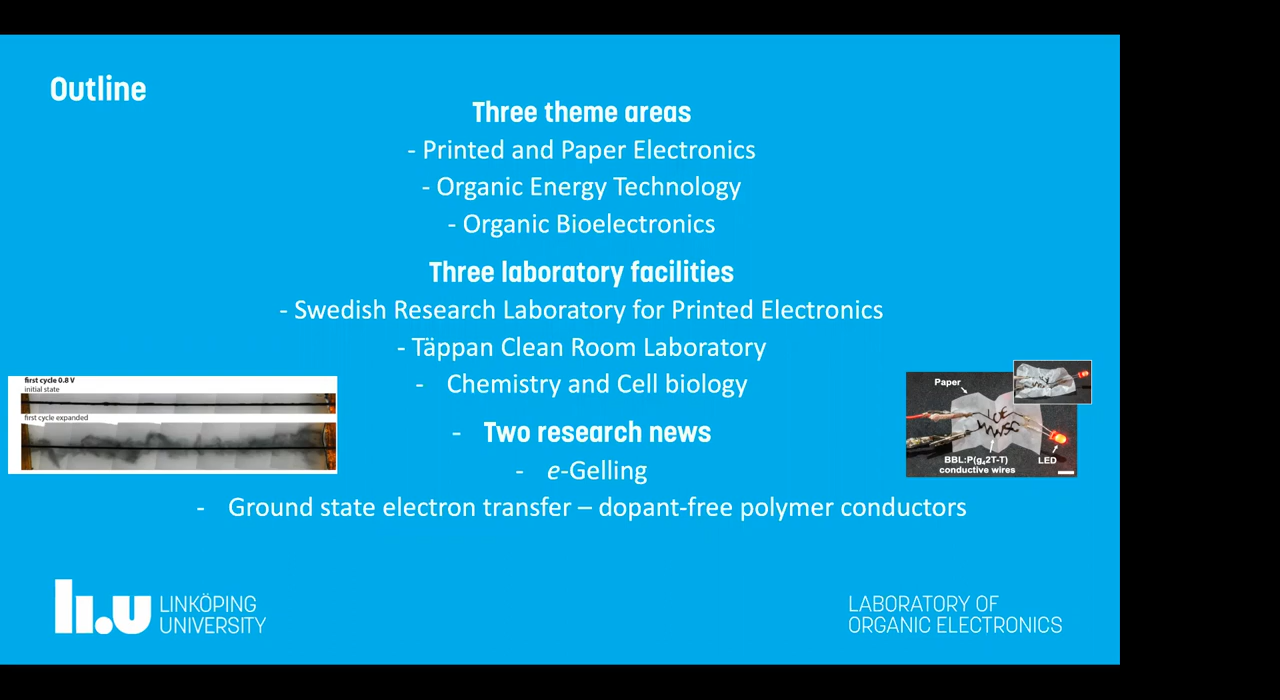 Outline
Three theme areas
- Printed and Paper Electronics
- Organic Energy Technology
- Organic Bioelectronics
Three laboratory facilities
- Swedish Research Laboratory for Printed Electronics
- Täppan Clean Room Laboratory
- Chemistry and Cell biology
- Two research news
- e-Gelling
- Ground state electron transfer – dopant-free polymer conductors
first cycle 0.8 V
initial state
first cycle expanded
Paper
LOE
BBL:P(g₄2T-T)
conductive wires
LED
li.u LINKÖPING
UNIVERSITY
LABORATORY OF
ORGANIC ELECTRONICS